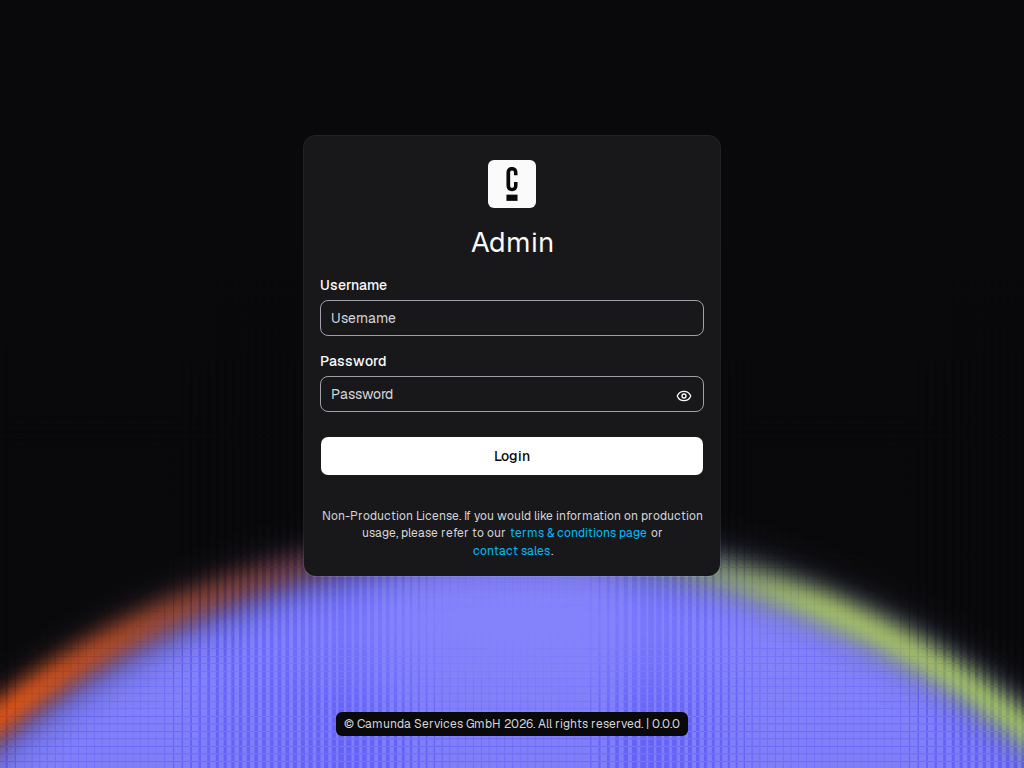 C
Admin
Username
Username
Password
Password
Login
Non-Production License. If you would like information on production
usage, please refer to our terms & conditions page or
contact sales.
© Camunda Services GmbH 2026. All rights reserved. | 0.0.0